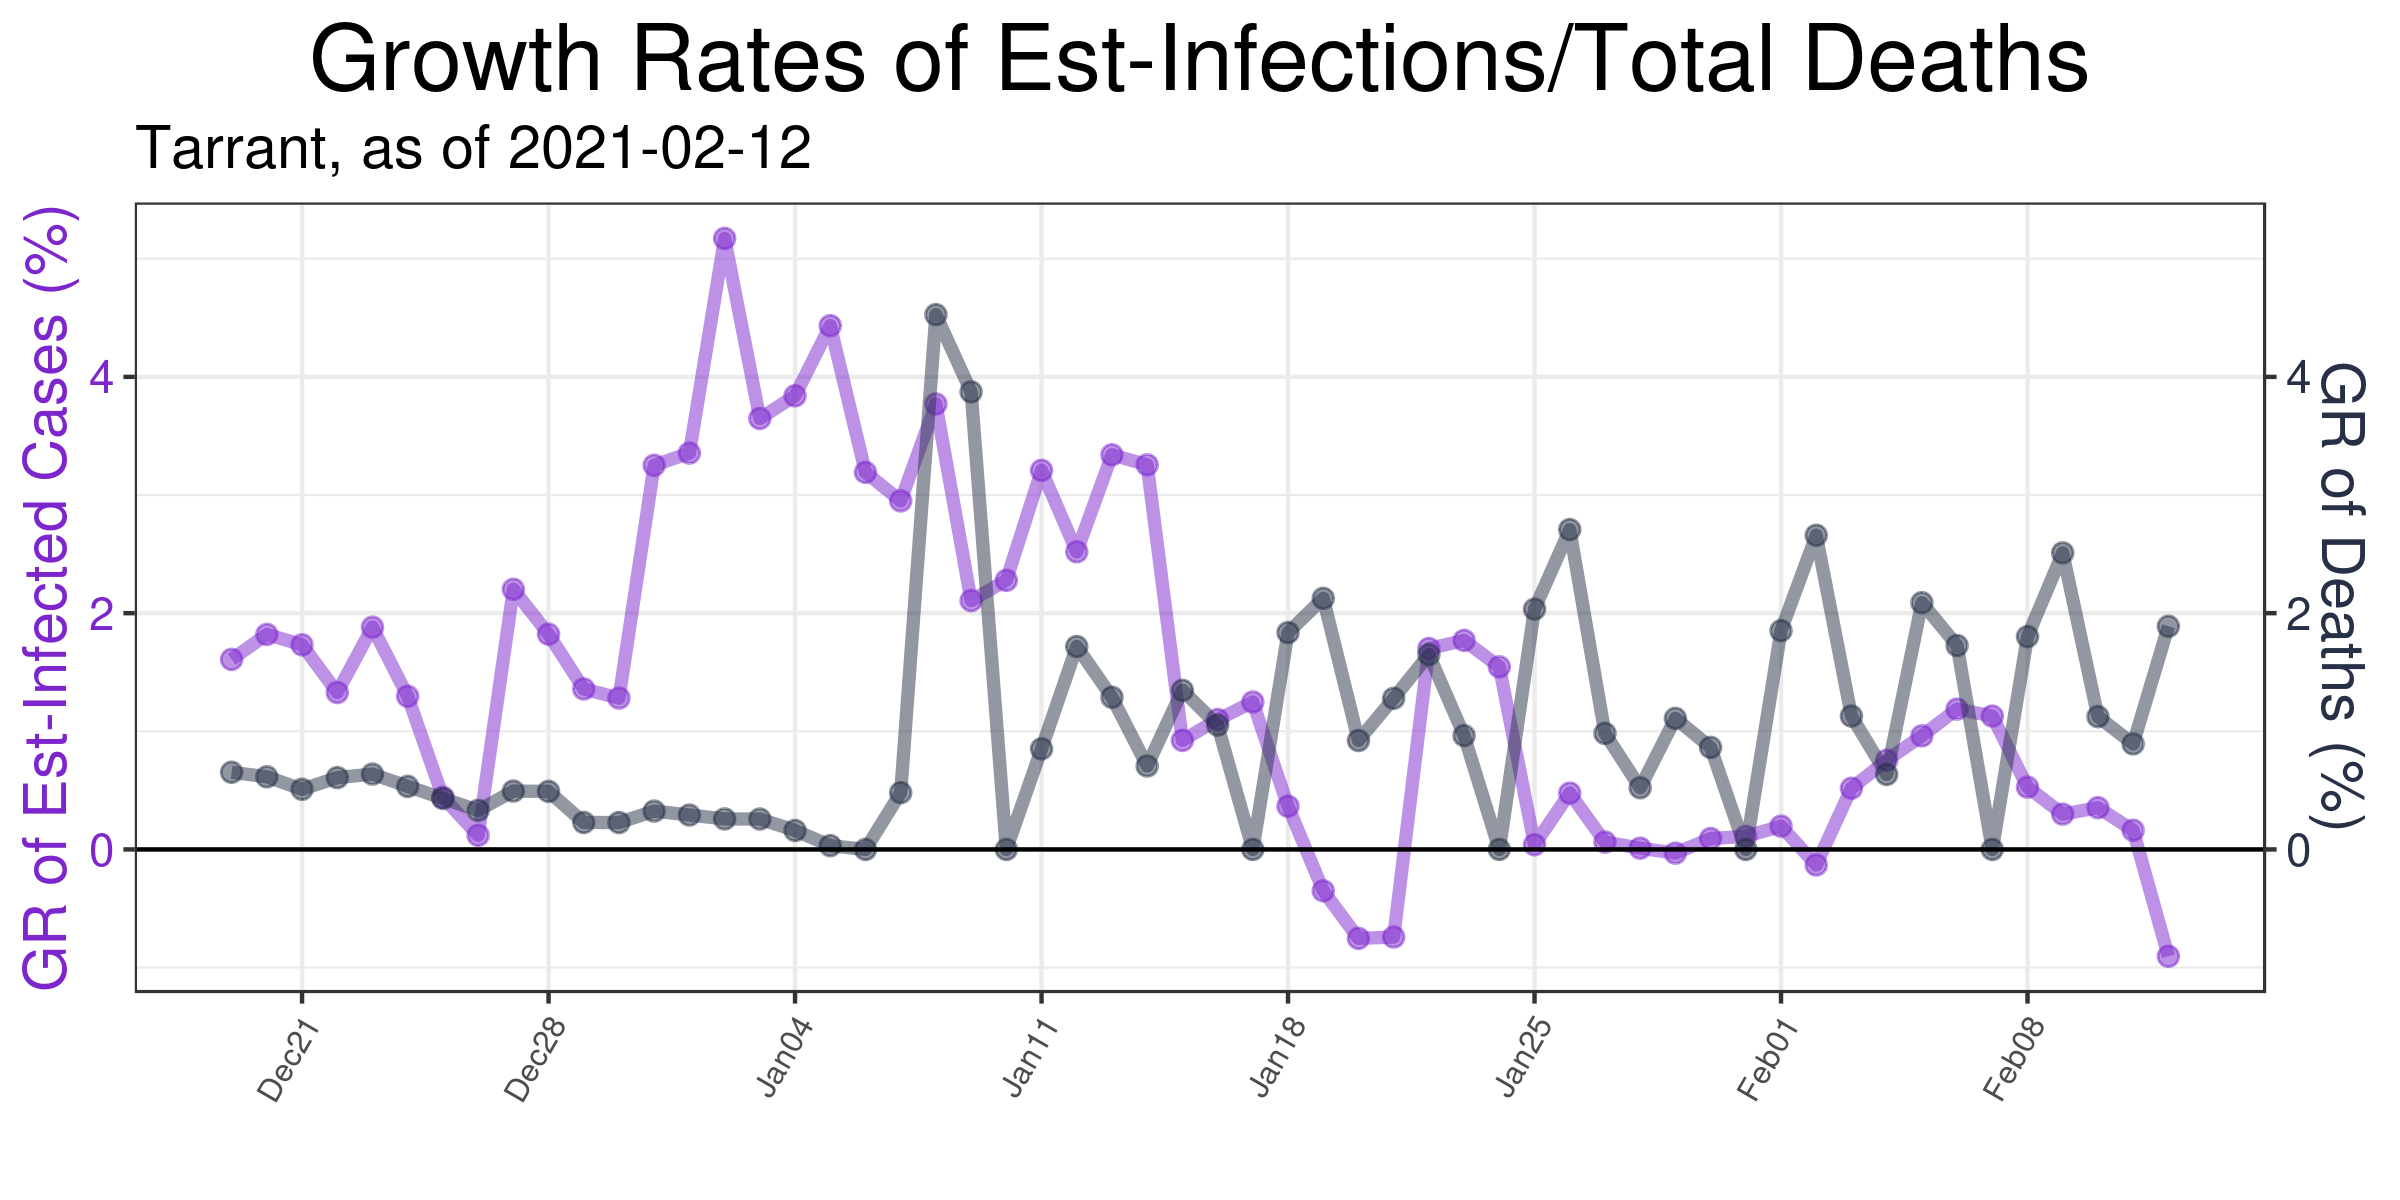 Growth Rates of Est-Infections/Total Deaths
Tarrant, as of 2021-02-12
GR of Est-Infected Cases (%)
4
2
0
4
2
0
GR of Deaths (%)
Dec21
Dec28
Jan04
Jan11
Jan18
Jan25
Feb01
Feb08